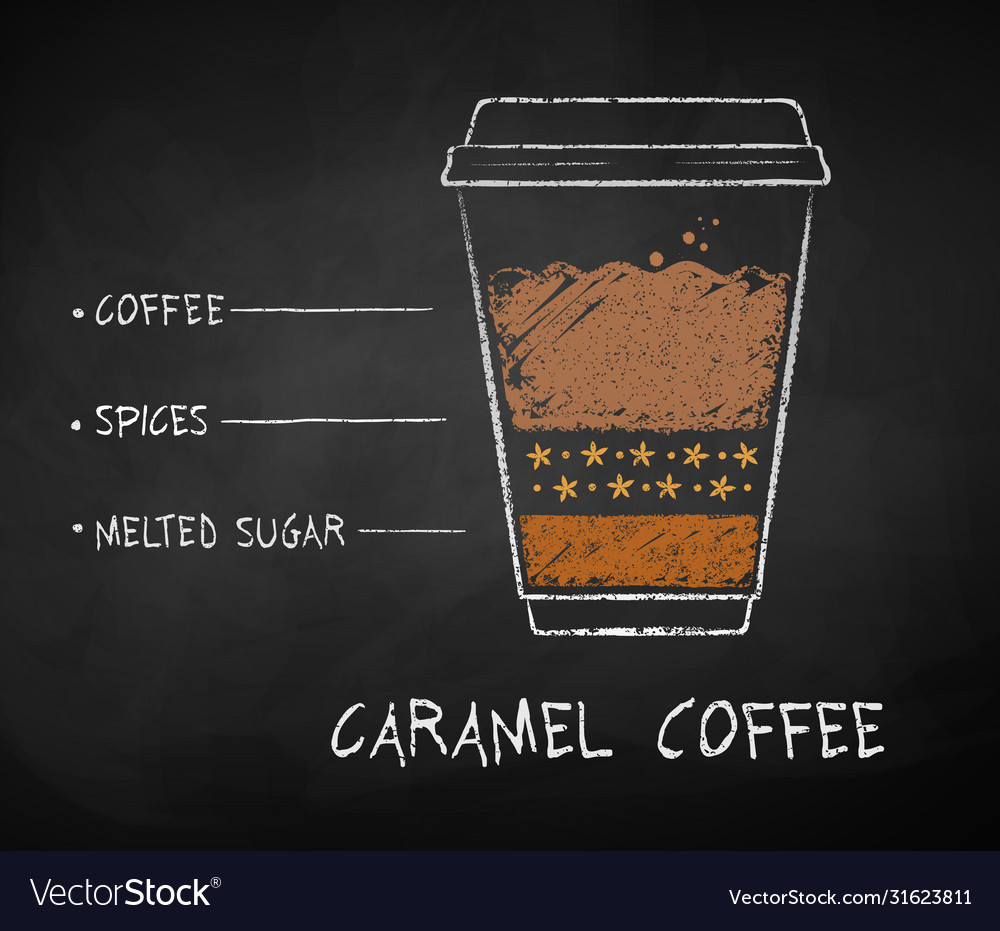 • COFFEE
• SPICES
• MELTED SUGAR
CARAMEL COFFEE
VectorStock®
VectorStock.com/31623811